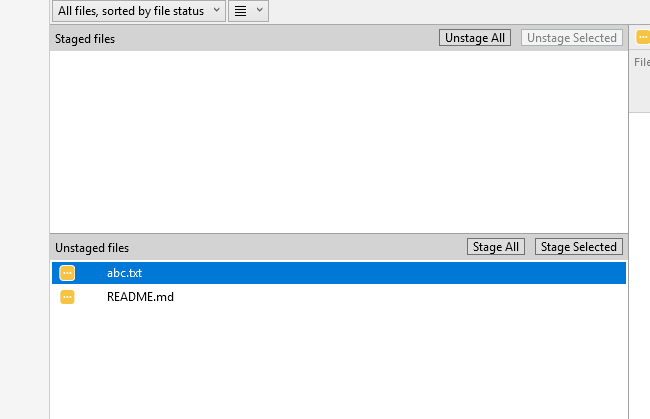 All files, sorted by file status
Staged files Unstage All Unstage Selected
File
Unstaged files Stage All Stage Selected
abc.txt
README.md